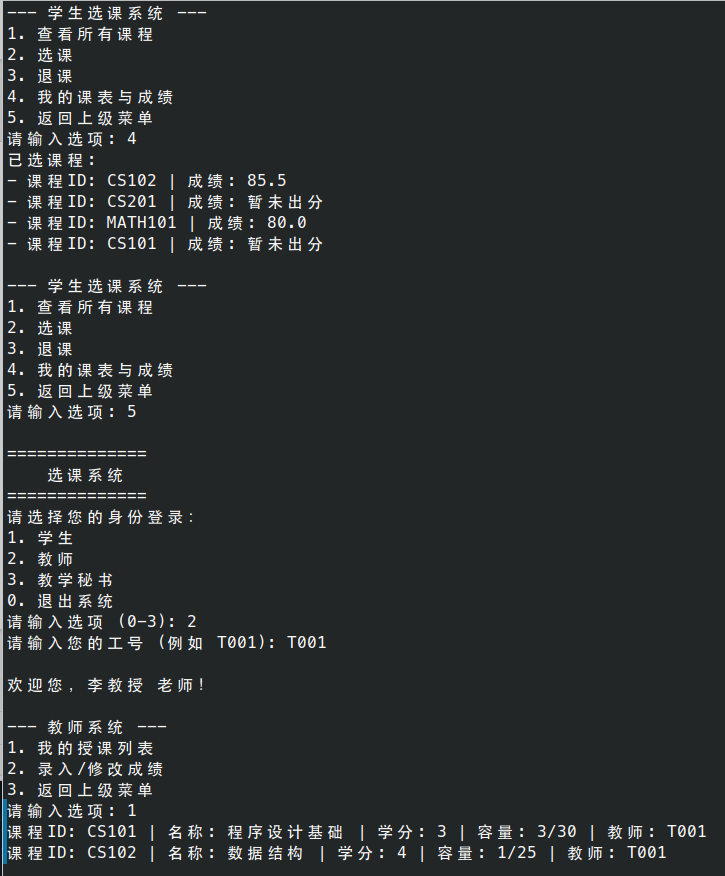 --- 学生选课系统 ---
1. 查看所有课程
2. 选课
3. 退课
4. 我的课表与成绩
5. 返回上级菜单
请输入选项: 4
已选课程:
- 课程ID: CS102 | 成绩: 85.5
- 课程ID: CS201 | 成绩: 暂未出分
- 课程ID: MATH101 | 成绩: 80.0
- 课程ID: CS101 | 成绩: 暂未出分
--- 学生选课系统 ---
1. 查看所有课程
2. 选课
3. 退课
4. 我的课表与成绩
5. 返回上级菜单
请输入选项: 5
==============
选课系统
==============
请选择您的身份登录:
1. 学生
2. 教师
3. 教学秘书
0. 退出系统
请输入选项 (0-3): 2
请输入您的工号 (例如 T001): T001
欢迎您, 李教授 老师!
--- 教师系统 ---
1. 我的授课列表
2. 录入/修改成绩
3. 返回上级菜单
请输入选项: 1
课程ID: CS101 | 名称: 程序设计基础 | 学分: 3 | 容量: 3/30 | 教师: T001
课程ID: CS102 | 名称: 数据结构 | 学分: 4 | 容量: 1/25 | 教师: T001